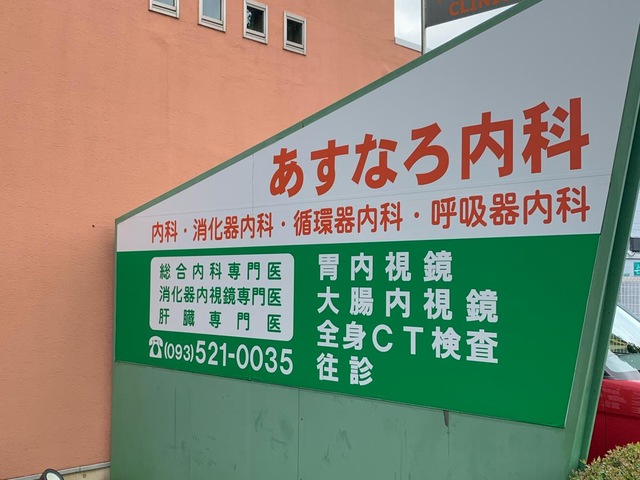 CLINIC
あすなろ内科
内科・消化器内科・循環器内科・呼吸器内科
総合内科専門医
消化器内視鏡専門医
肝臓専門医
☎(093)521-0035
胃内視鏡
大腸内視鏡
全身CT検査
往診